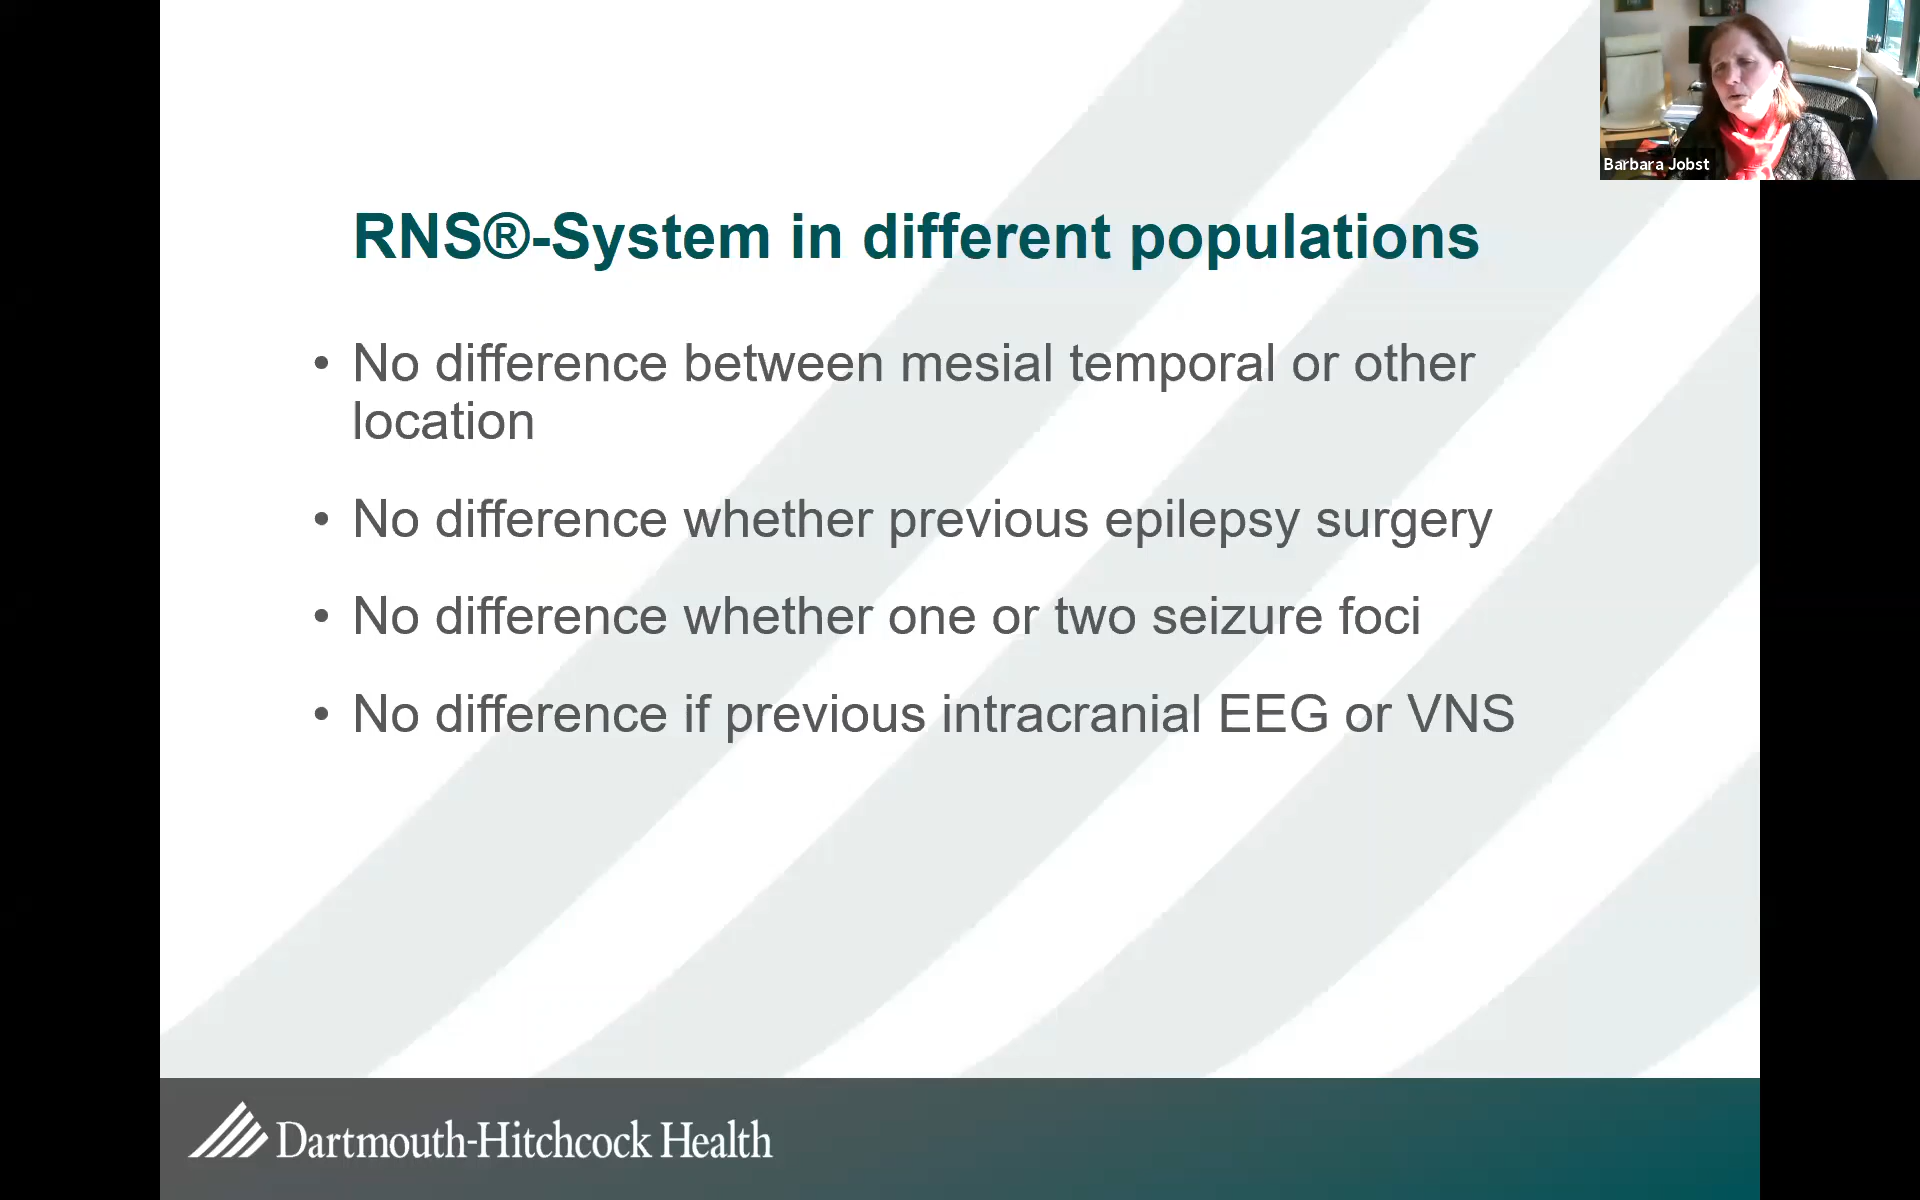 Barbara Jobst
RNS®-System in different populations
• No difference between mesial temporal or other
location
• No difference whether previous epilepsy surgery
• No difference whether one or two seizure foci
• No difference if previous intracranial EEG or VNS
Dartmouth-Hitchcock Health